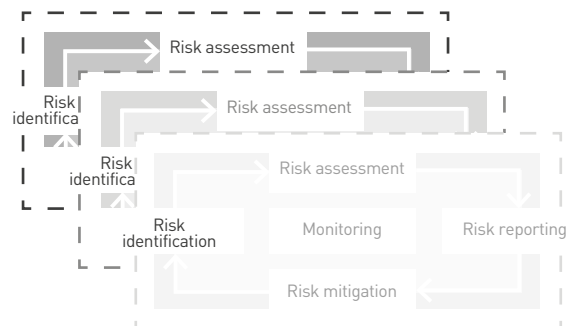 Risk assessment
Risk
identifica
Risk assessment
Risk
identifica
Risk assessment
Risk
identification
Monitoring
Risk reporting
Risk mitigation